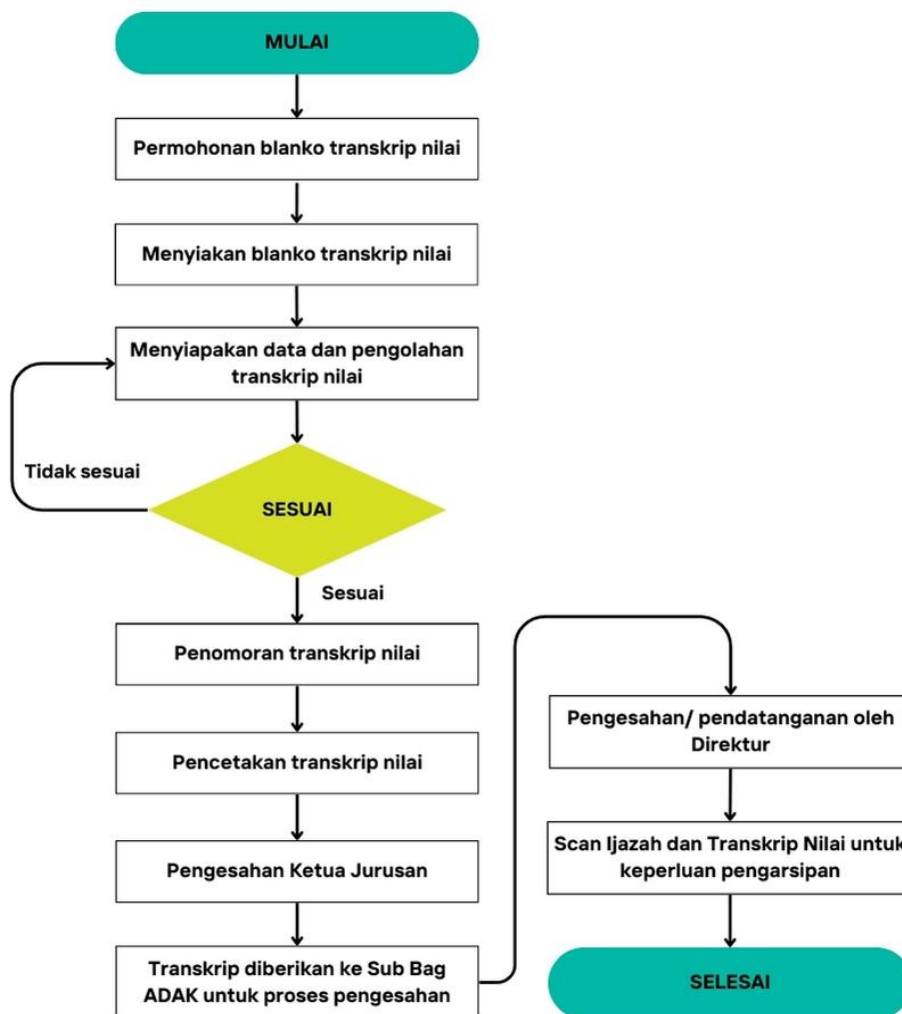 MULAI
Permohonan blanko transkrip nilai
Menyiakan blanko transkrip nilai
Menyiapakan data dan pengolahan
transkrip nilai
Tidak sesuai
SESUAI
Sesuai
Penomoran transkrip nilai
Pencetakan transkrip nilai
Pengesahan Ketua Jurusan
Transkrip diberikan ke Sub Bag
ADAK untuk proses pengesahan
Pengesahan/ pendatanganan oleh
Direktur
Scan Ijazah dan Transkrip Nilai untuk
keperluan pengarsipan
SELESAI